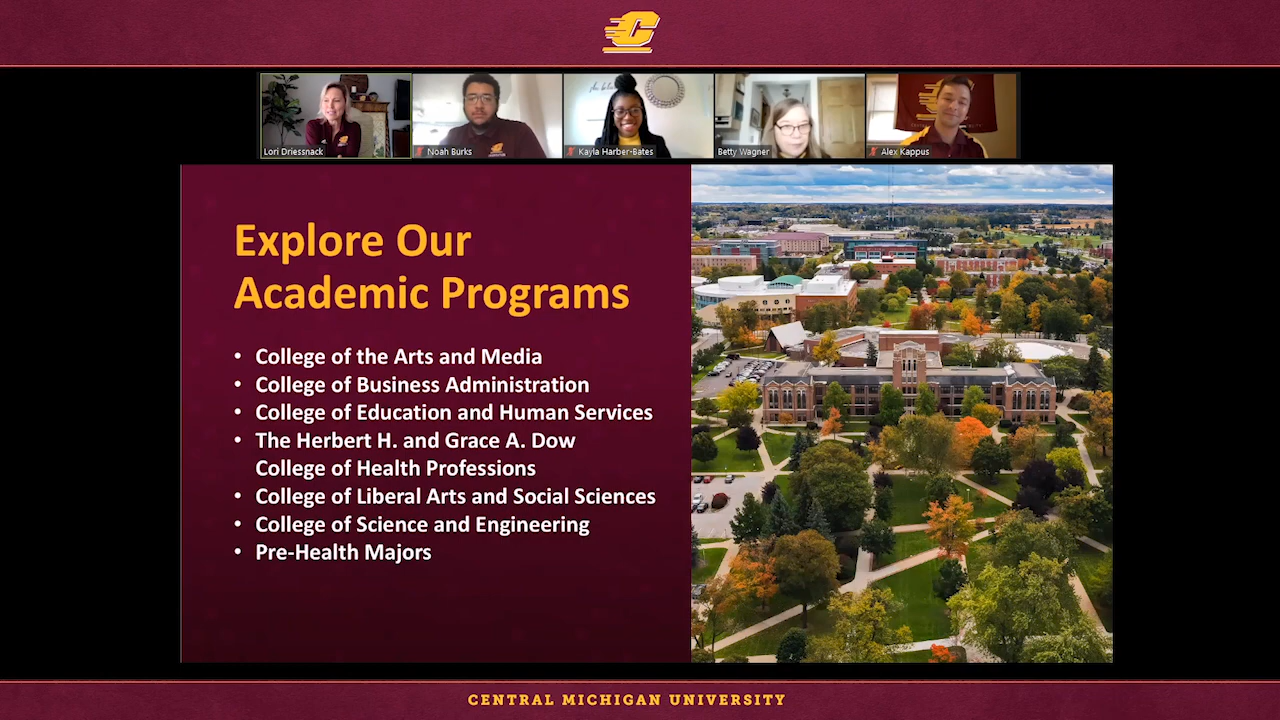 C
Lori Driessnack
Noah Burks
Kayla Harber-Bates
Betty Wagner
Alex Kappus
Explore Our
Academic Programs
• College of the Arts and Media
• College of Business Administration
• College of Education and Human Services
• The Herbert H. and Grace A. Dow
College of Health Professions
• College of Liberal Arts and Social Sciences
• College of Science and Engineering
• Pre-Health Majors
CENTRAL MICHIGAN UNIVERSITY